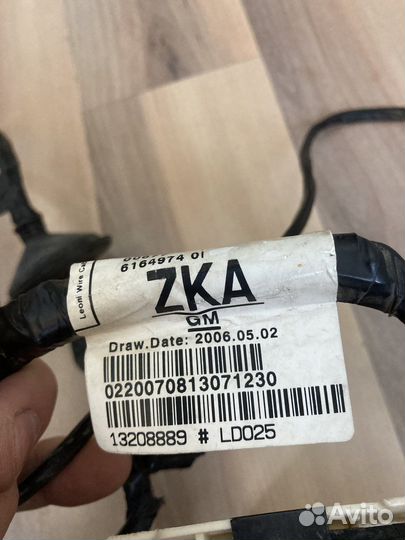 Leoni Wire
6164974 01
ZKA
GM
Draw.Date: 2006.05.02
0220070813071230
13208889 # LD025
Avito